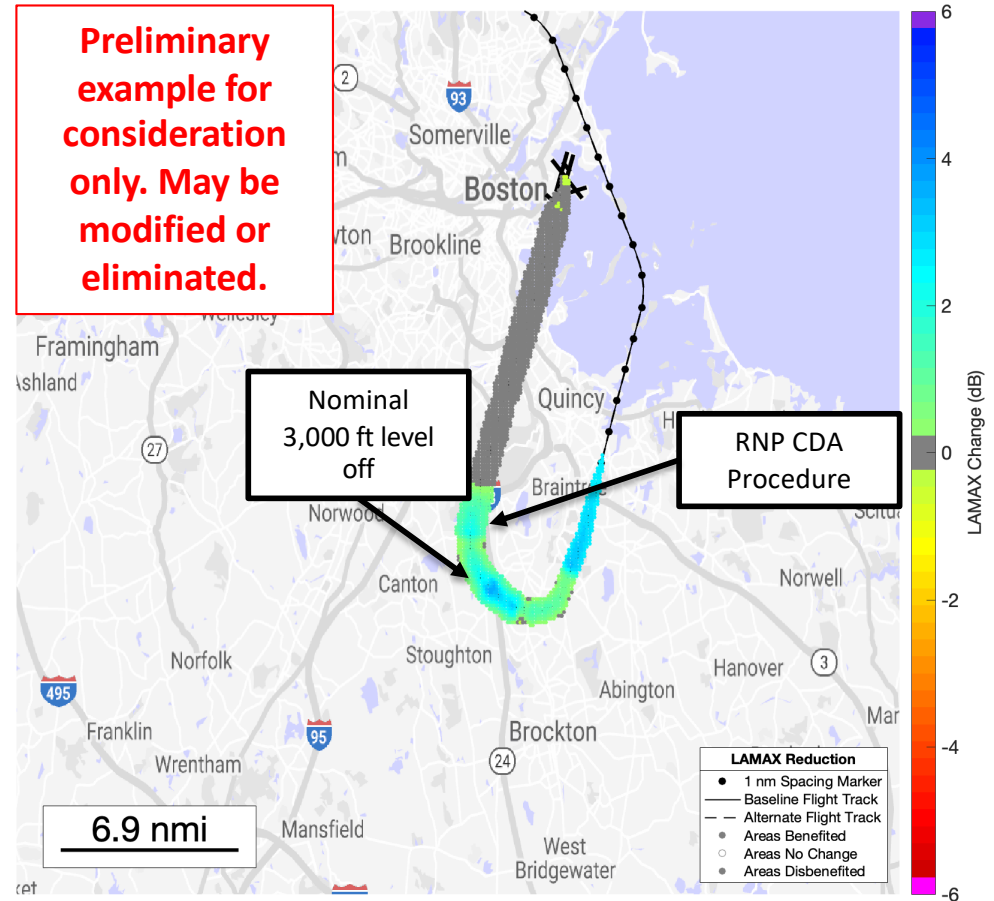 Preliminary
example for
consideration
only. May be
modified or
eliminated.
2
93
Somerville
Boston
Brookline
Framingham
Ashland
27
Nominal
3,000 ft level
off
Quincy
RNP CDA
Procedure
Norwood
Canton
Norwell
Stoughton
Norfolk
Hanover
3
495
Abington
Franklin
95
Brockton
Wrentham
24
Mansfield
West
Bridgewater
6.9 nmi
LAMAX Reduction
1 nm Spacing Marker
Baseline Flight Track
Alternate Flight Track
Areas Benefited
Areas No Change
Areas Disbenefited
6
4
2
0
-2
-4
-6
LAMAX Change (dB)